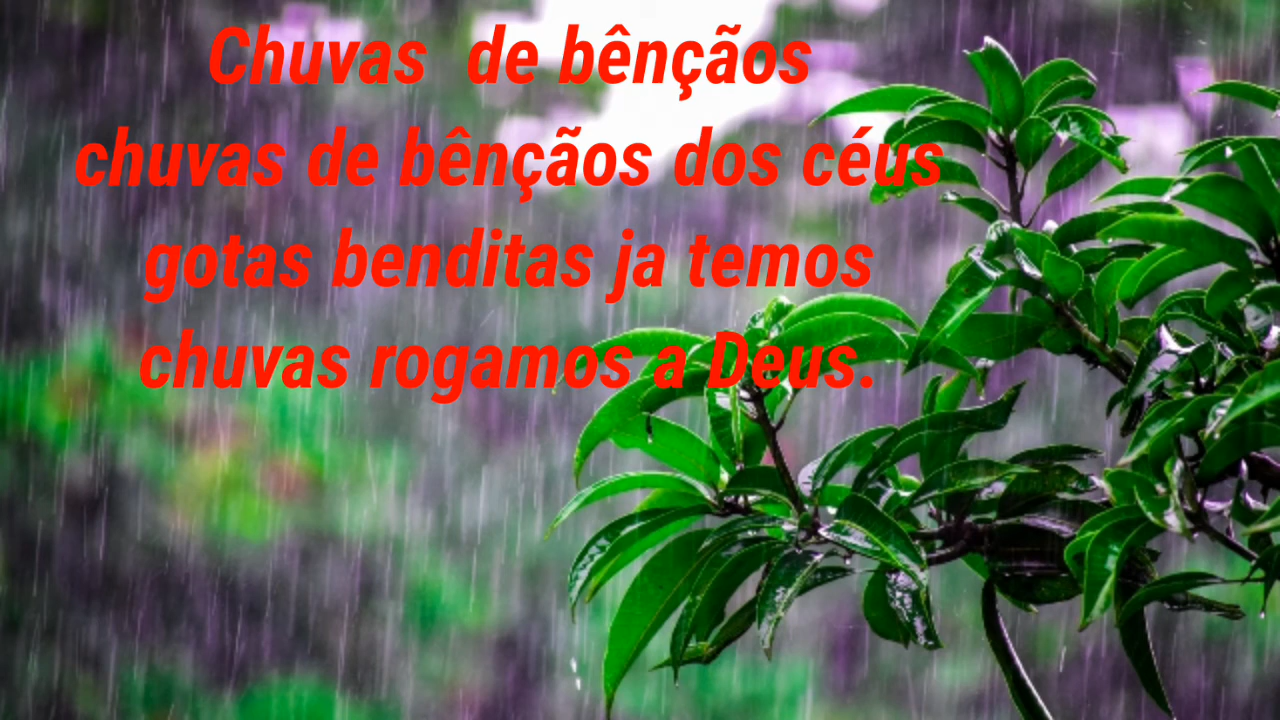 Chuvas  de bênçãos
chuvas de bênçãos dos céus
gotas benditas ja temos
chuvas rogamos a Deus.